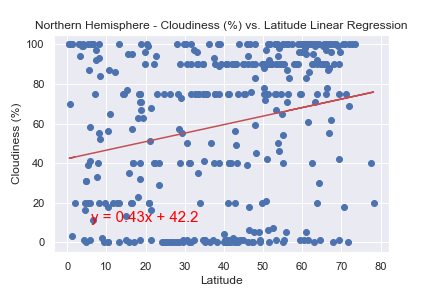 Northern Hemisphere - Cloudiness (%) vs. Latitude Linear Regression
100
80
60
40
20
0
Cloudiness (%)
y = 0.43x + 42.2
0 10 20 30 40 50 60 70 80
Latitude